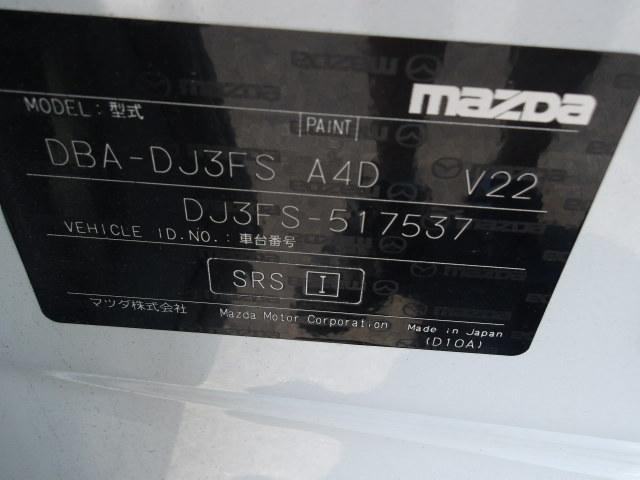 mazda
MODEL : 型式
PAINT
DBA-DJ3FS A4D V22
DJ3FS-517537
VEHICLE ID.NO. : 車台番号
SRS I
マツダ株式会社 Mazda Motor Corporation Made in Japan
(D10A)